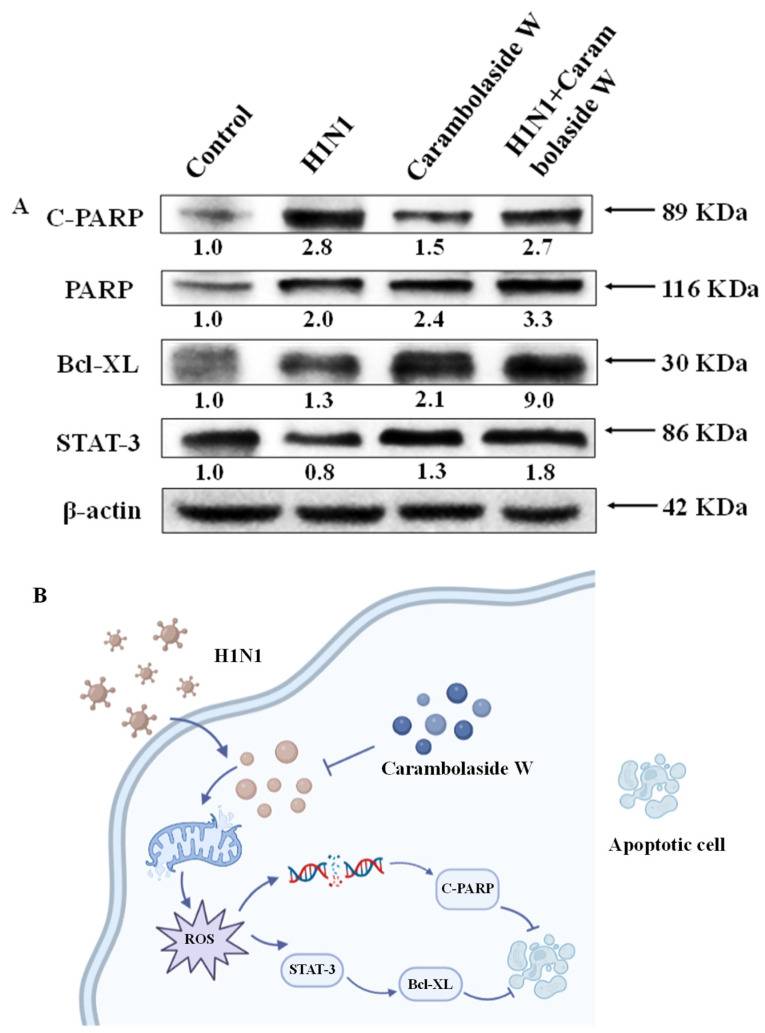 Control
H1N1
Carambolaside W
H1N1+Caram
bolaside W
A
C-PARP
89 KDa
1.0 2.8 1.5 2.7
PARP
116 KDa
1.0 2.0 2.4 3.3
Bcl-XL
30 KDa
1.0 1.3 2.1 9.0
STAT-3
86 KDa
1.0 0.8 1.3 1.8
β-actin
42 KDa
B
H1N1
Carambolaside W
Apoptotic cell
C-PARP
ROS
STAT-3
Bcl-XL